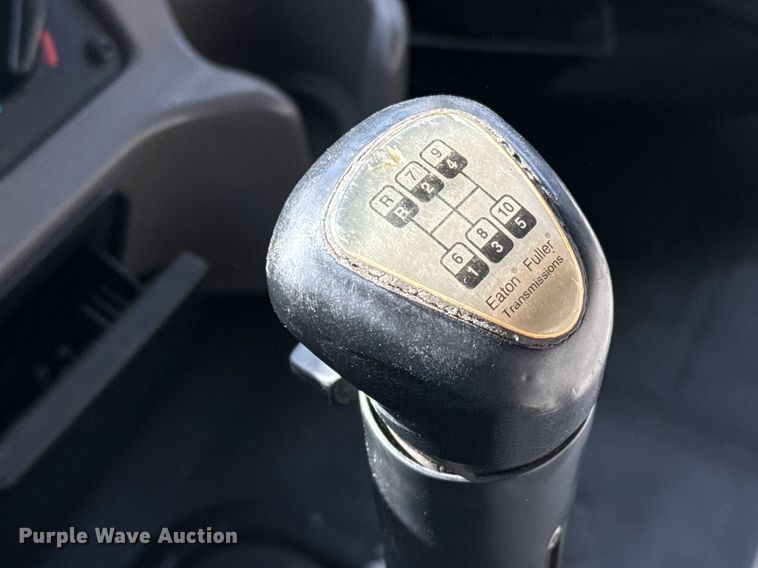 R 7 9
R 2 4
6 8 10
1 3 5
Eaton® Fuller®
Transmissions
Purple Wave Auction